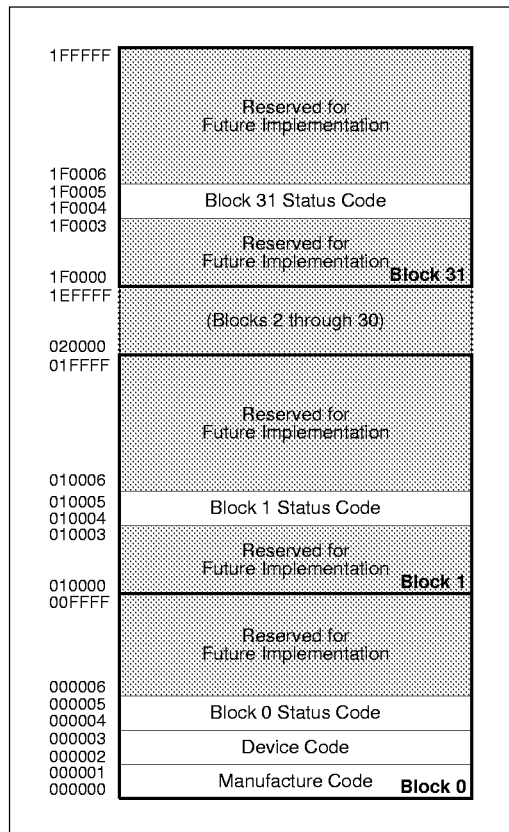 1FFFFF
Reserved for
Future Implementation
1F0006
1F0005
Block 31 Status Code
1F0004
1F0003
Reserved for
Future Implementation
1F0000
Block 31
1EFFFF
(Blocks 2 through 30)
020000
01FFFF
Reserved for
Future Implementation
010006
010005
Block 1 Status Code
010004
010003
Reserved for
Future Implementation
010000
Block 1
00FFFF
Reserved for
Future Implementation
000006
000005
Block 0 Status Code
000004
000003
Device Code
000002
000001
Manufacture Code
Block 0
000000